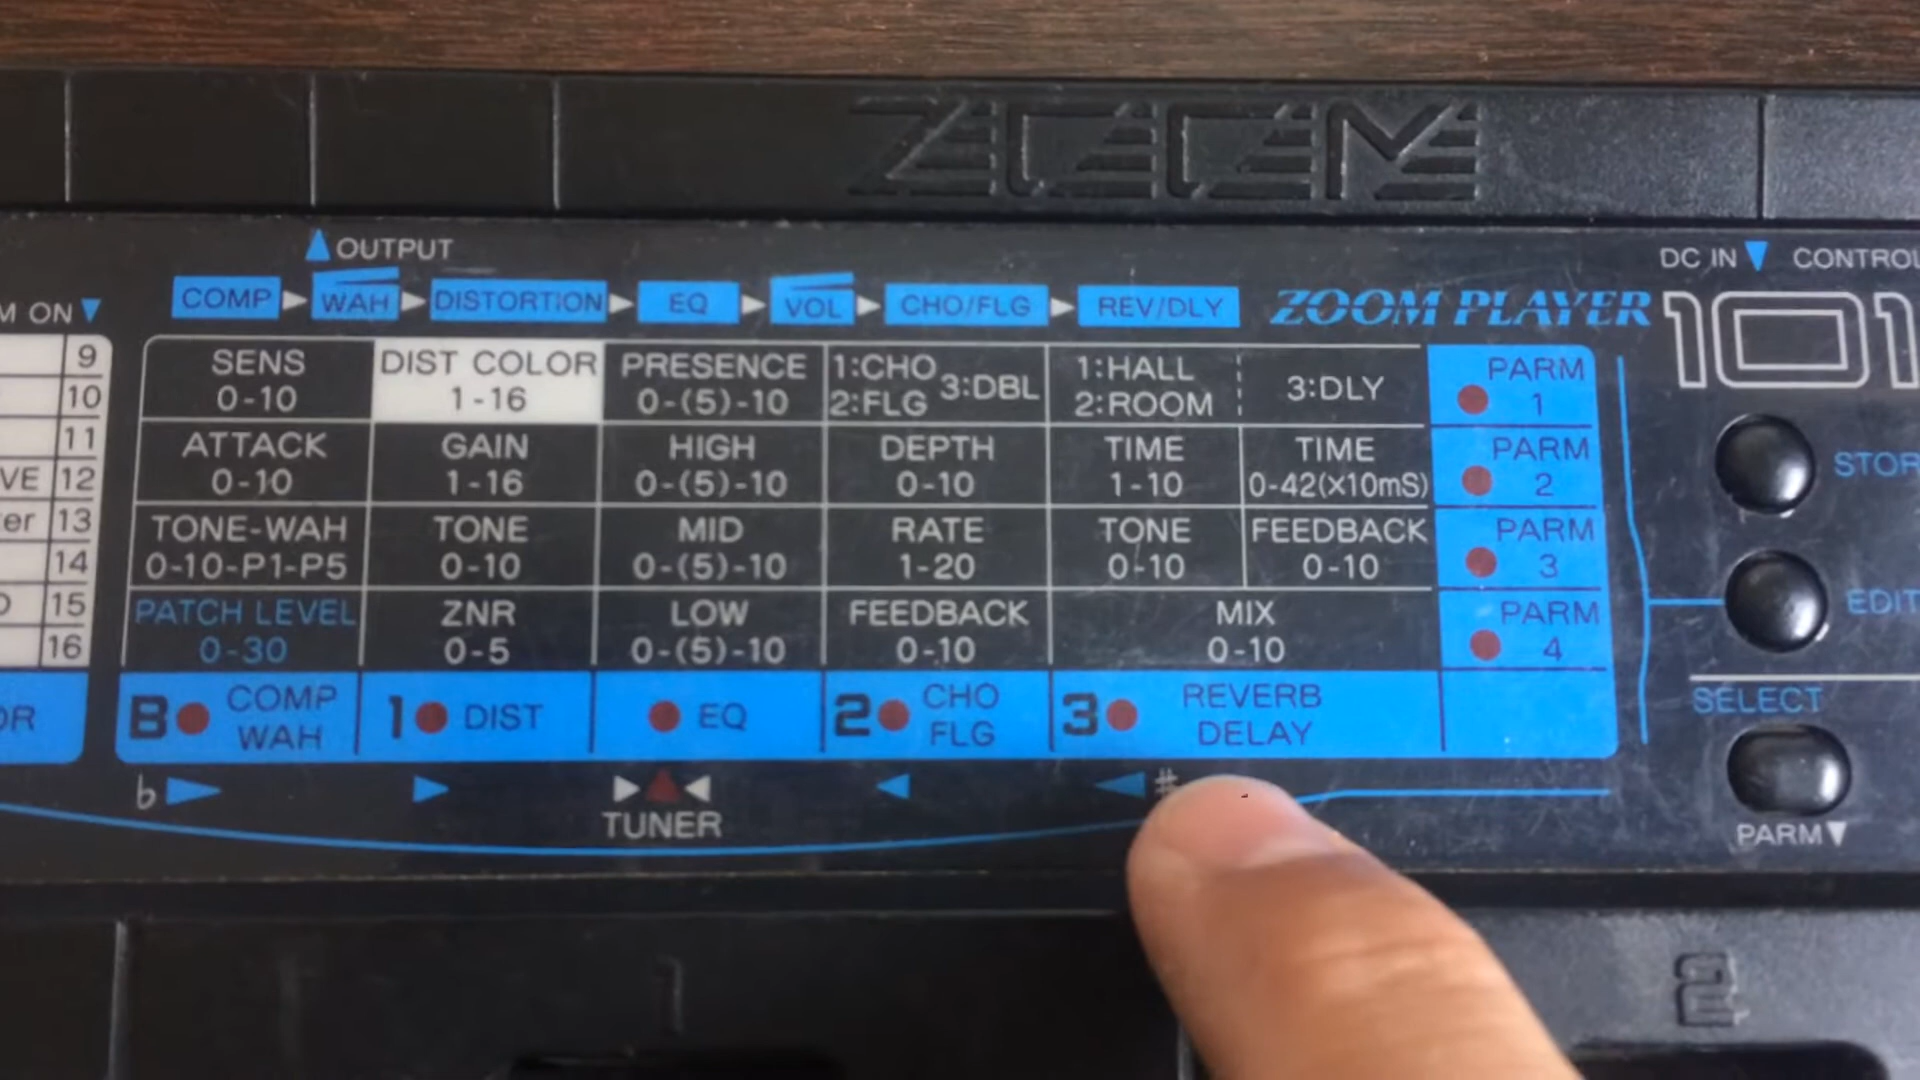 ZOOM
OUTPUT
DC IN
COMP WAH DISTORTION EQ VOL CHO/FLG REV/DLY
ZOOM PLAYER
M ON
9
10
11
VE 12
er 13
14
15
16
SENS
0-10
DIST COLOR
1-16
PRESENCE
0-(5)-10
1:CHO
2:FLG
3:DBL
1:HALL
2:ROOM
3:DLY
PARM
1
ATTACK
0-10
GAIN
1-16
HIGH
0-(5)-10
DEPTH
0-10
TIME
1-10
TIME
0-42(x10mS)
PARM
2
TONE-WAH
0-10-P1-P5
TONE
0-10
MID
0-(5)-10
RATE
1-20
TONE
0-10
FEEDBACK
0-10
PARM
3
PATCH LEVEL
0-30
ZNR
0-5
LOW
0-(5)-10
FEEDBACK
0-10
MIX
0-10
PARM
4
OR
B COMP
WAH
1 DIST
EQ
2 CHO
FLG
3 REVERB
DELAY
♭
#
TUNER
101
STOR
EDIT
SELECT
PARM
1
2